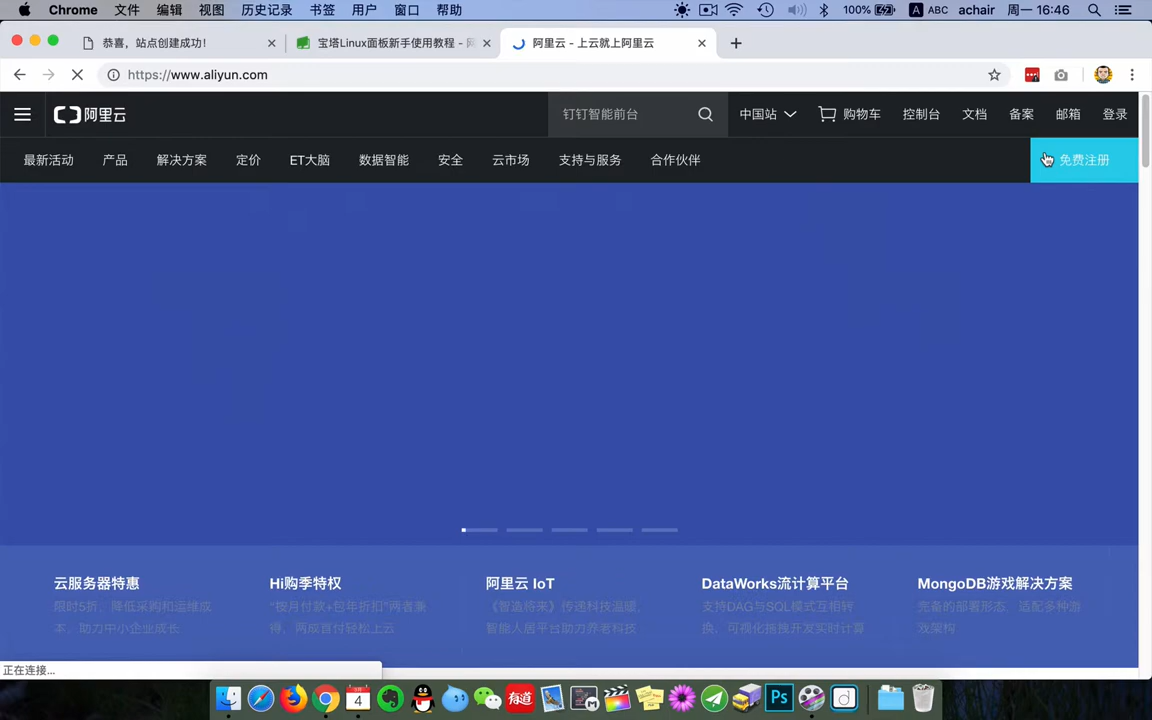 Chrome 文件 编辑 视图 历史记录 书签 用户 窗口 帮助 100% A ABC achair 周一 16:46
恭喜，站点创建成功！ 宝塔Linux面板新手使用教程 - 阿里云 - 上云就上阿里云
https://www.aliyun.com
阿里云 钉钉智能前台 中国站 购物车 控制台 文档 备案 邮箱 登录
最新活动 产品 解决方案 定价 ET大脑 数据智能 安全 云市场 支持与服务 合作伙伴 免费注册
云服务器特惠 Hi购季特权 阿里云 IoT DataWorks流计算平台 MongoDB游戏解决方案
限时5折，降低采购和运维成 “按月付款+包年折扣”两者兼 《智造将来》传递科技温暖， 支持DAG与SQL模式互相转 完备的部署形态，适配多种游
本，助力中小企业成长 得，两成首付轻松上云 智能人居平台助力养老科技 换，可视化拖拽开发实时计算 戏架构
正在连接...
4 有道 Ps d